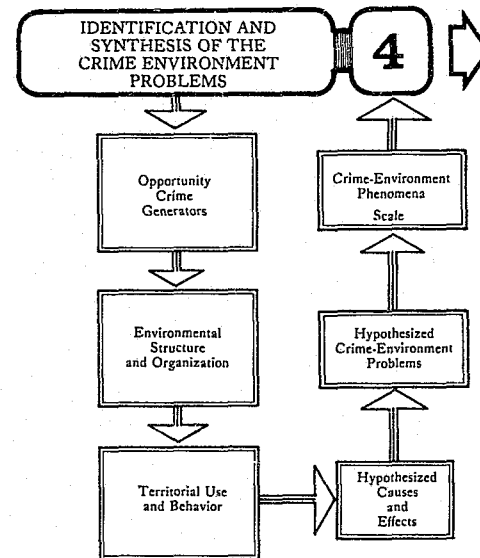 IDENTIFICATION AND
SYNTHESIS OF THE
CRIME ENVIRONMENT
PROBLEMS
4
Opportunity
Crime
Generators
Environmental
Structure
and Organization
Territorial Use
and Behavior
Hypothesized
Causes
and
Effects
Hypothesized
Crime-Environment
Problems
Crime-Environment
Phenomena
Scale